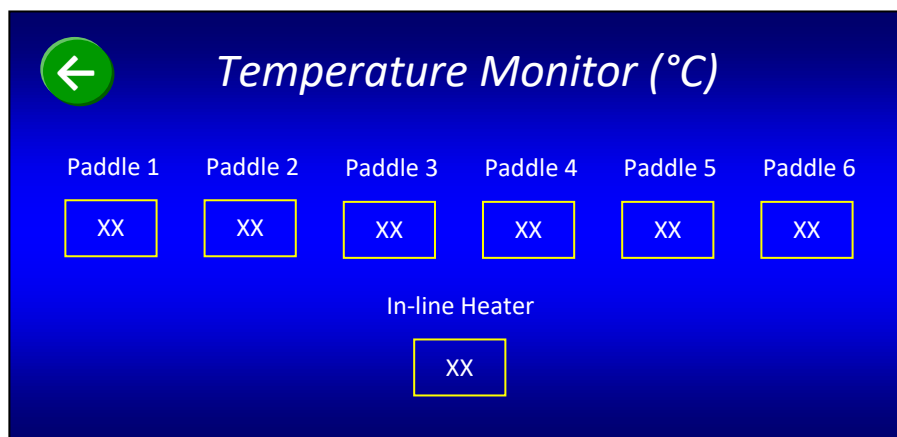 Temperature Monitor (°C)
Paddle 1 Paddle 2 Paddle 3 Paddle 4 Paddle 5 Paddle 6
XX XX XX XX XX XX
In-line Heater
XX